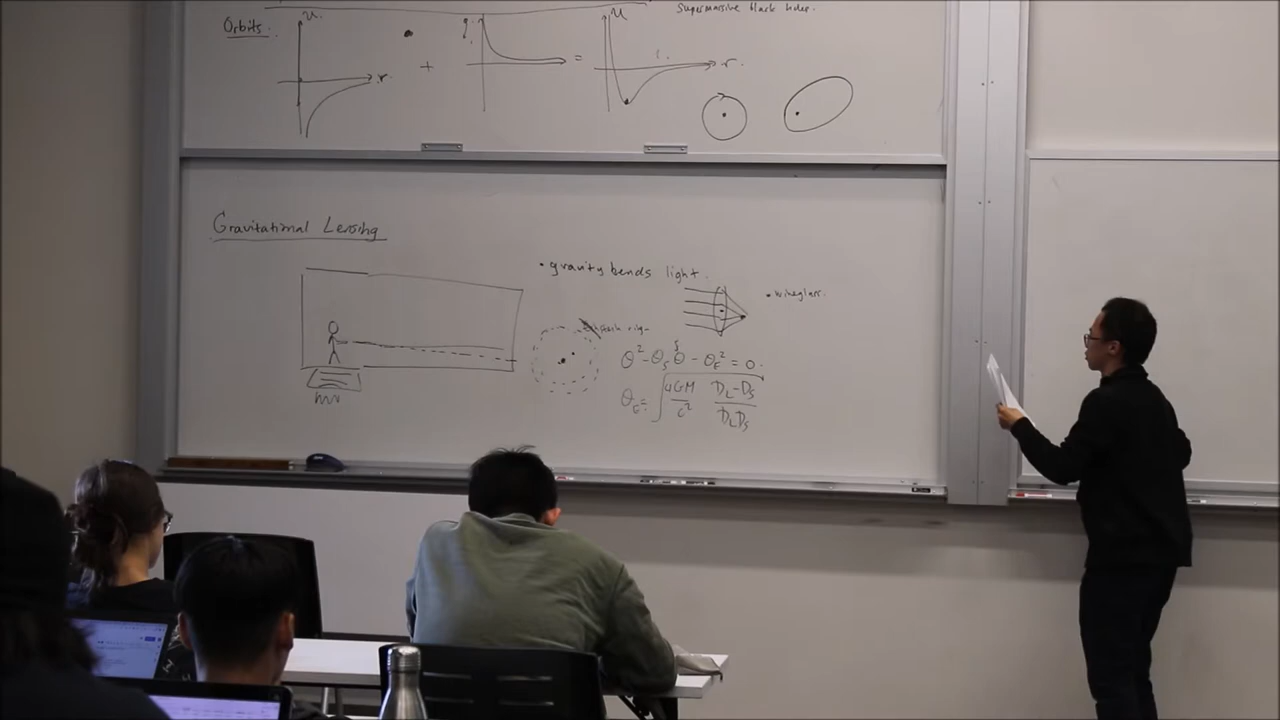 Orbits.
u.
r.
+
=
u
r.
Supermassive black holes.
Gravitational Lensing
• gravity bends light.
• wineglass.
θ² - θₛ θ - θ_E² = 0.
θ_E = √(4GM/c² (D_L - D_S)/(D_L D_S))